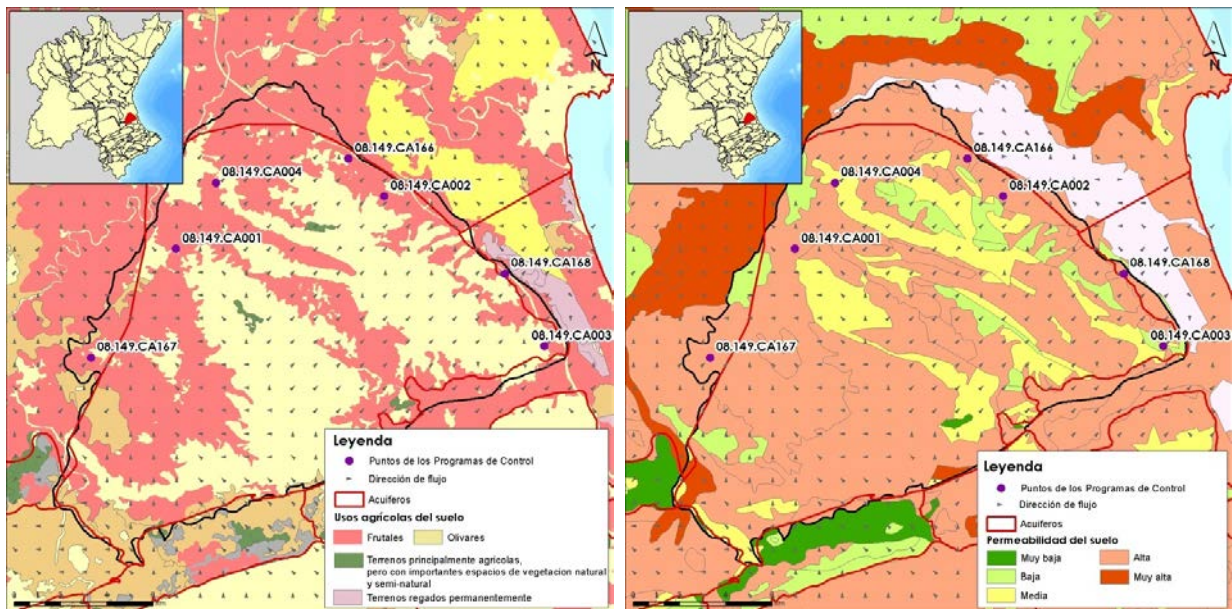 N
08.149.CA166
08.149.CA004
08.149.CA002
08.149.CA001
08.149.CA168
08.149.CA003
08.149.CA167
Leyenda
Puntos de los Programas de Control
Dirección de flujo
Acuiferos
Usos agrícolas del suelo
Frutales
Olivares
Terrenos principalmente agrícolas,
pero con importantes espacios de vegetacion natural
y semi-natural
Terrenos regados permanentemente
N
08.149.CA166
08.149.CA004
08.149.CA002
08.149.CA001
08.149.CA168
08.149.CA003
08.149.CA167
Leyenda
Puntos de los Programas de Control
Dirección de flujo
Acuiferos
Permeabilidad del suelo
Muy baja
Alta
Baja
Muy alta
Media